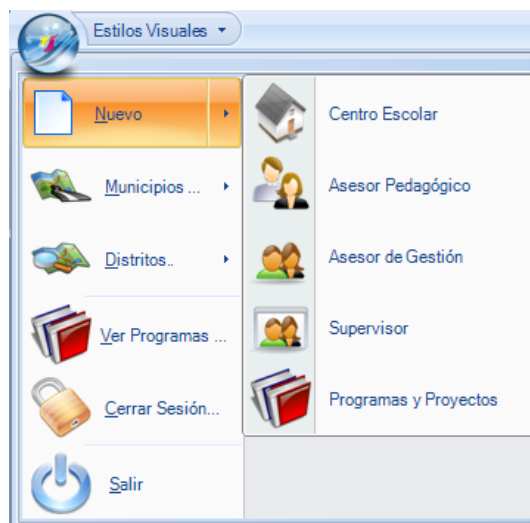 Estilos Visuales
Nuevo
Municipios ...
Distritos..
Ver Programas ...
Cerrar Sesión...
Salir
Centro Escolar
Asesor Pedagógico
Asesor de Gestión
Supervisor
Programas y Proyectos